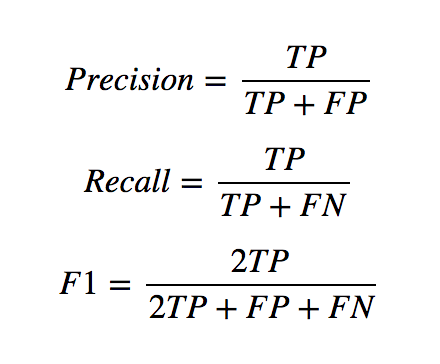 Precision = TP / (TP + FP)
Recall = TP / (TP + FN)
F1 = 2TP / (2TP + FP + FN)